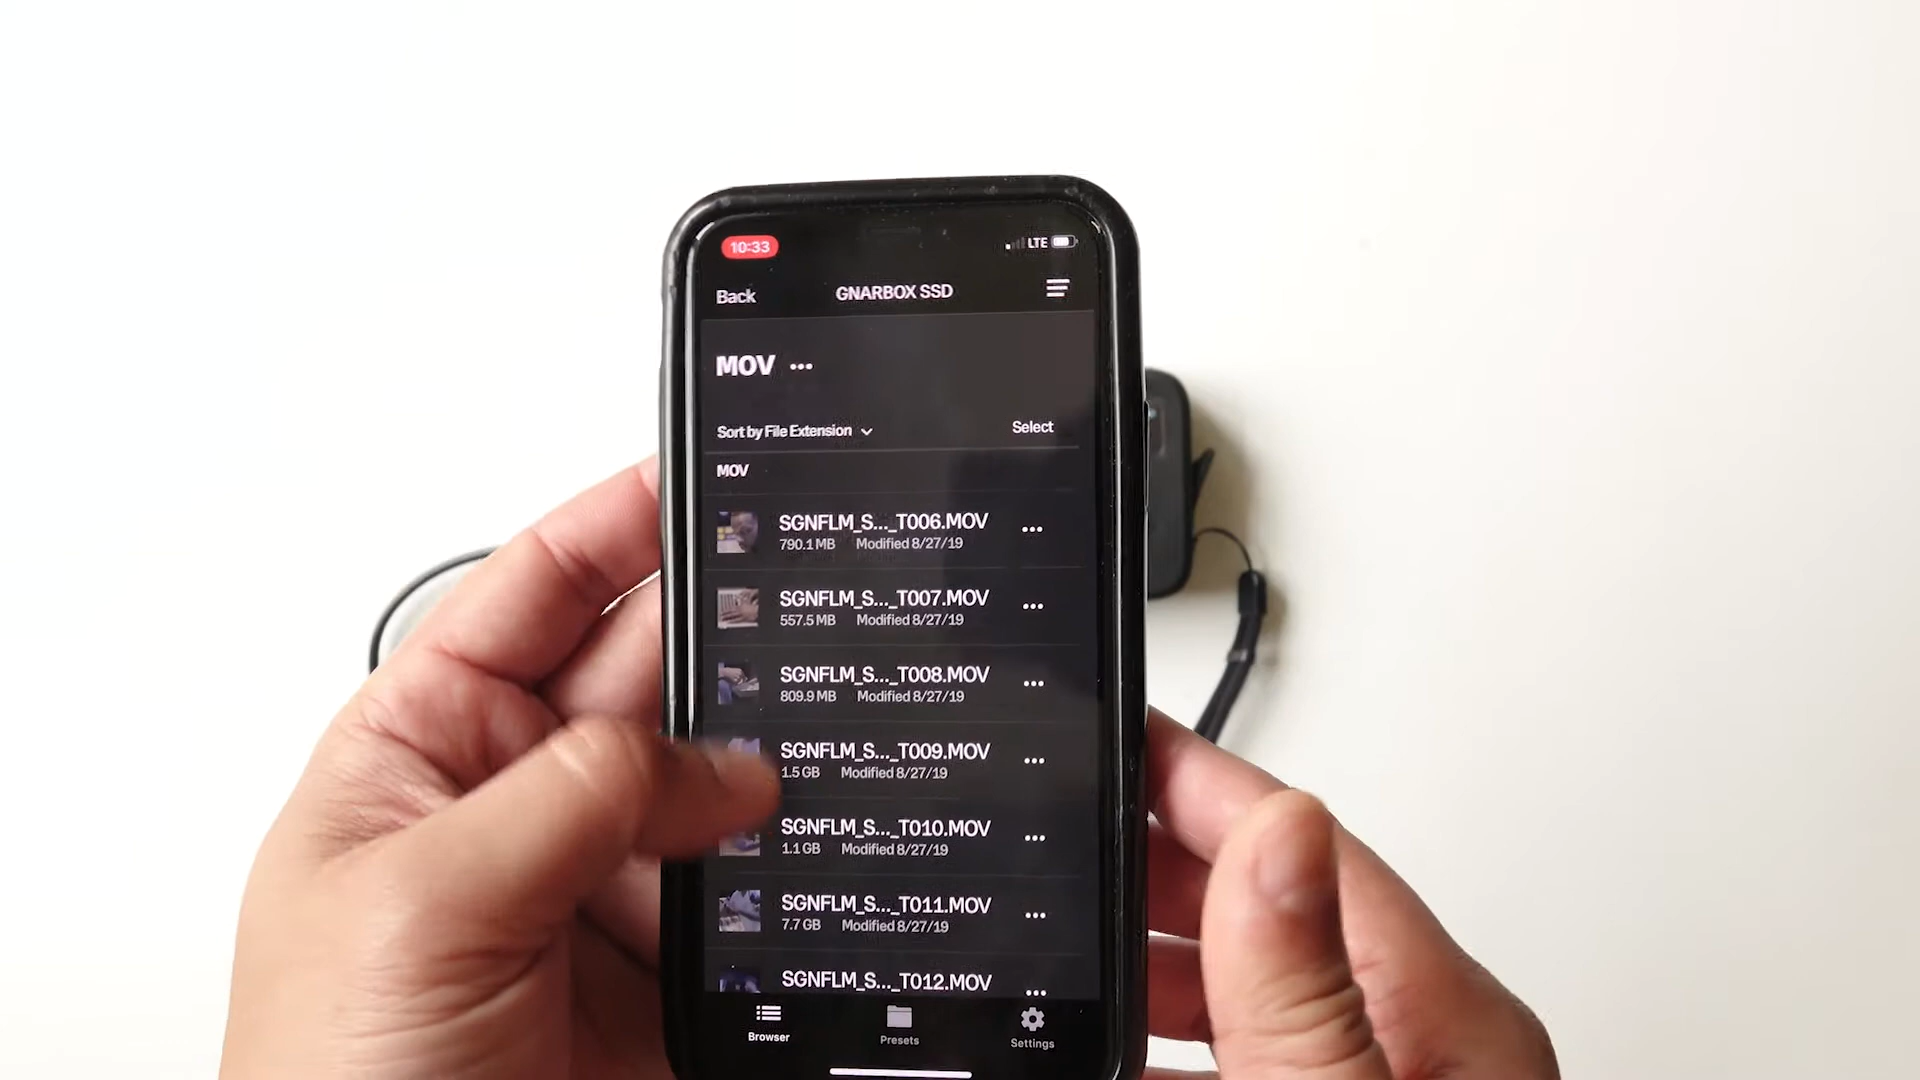 10:33 LTE
Back GNARBOX SSD
MOV •••
Sort by File Extension Select
MOV
SGNFLM_S..._T006.MOV
790.1 MB Modified 8/27/19
SGNFLM_S..._T007.MOV
557.5 MB Modified 8/27/19
SGNFLM_S..._T008.MOV
809.9 MB Modified 8/27/19
SGNFLM_S..._T009.MOV
1.5 GB Modified 8/27/19
SGNFLM_S..._T010.MOV
1.1 GB Modified 8/27/19
SGNFLM_S..._T011.MOV
7.7 GB Modified 8/27/19
SGNFLM_S..._T012.MOV
Browser Presets Settings